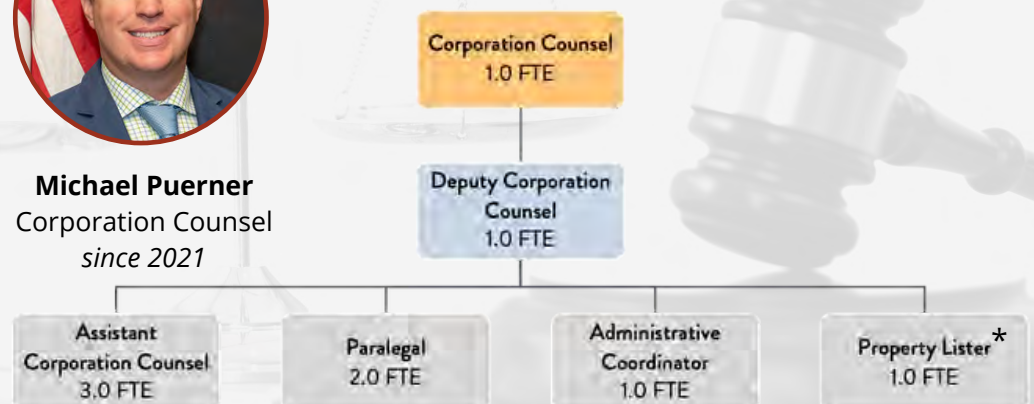 Michael Puerner
Corporation Counsel
since 2021
Corporation Counsel
1.0 FTE
Deputy Corporation
Counsel
1.0 FTE
Assistant
Corporation Counsel
3.0 FTE
Paralegal
2.0 FTE
Administrative
Coordinator
1.0 FTE
Property Lister*
1.0 FTE